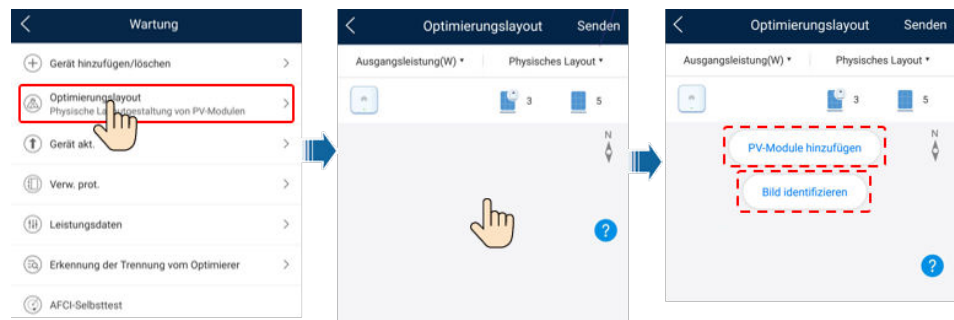 Wartung
Gerät hinzufügen/löschen
Optimierungslayout
Physische Layoutgestaltung von PV-Modulen
Gerät akt.
Verw. prot.
Leistungsdaten
Erkennung der Trennung vom Optimierer
AFCI-Selbsttest
Optimierungslayout Senden
Ausgangsleistung(W) Physisches Layout
3 5
N
?
Optimierungslayout Senden
Ausgangsleistung(W) Physisches Layout
3 5
N
PV-Module hinzufügen
Bild identifizieren
?